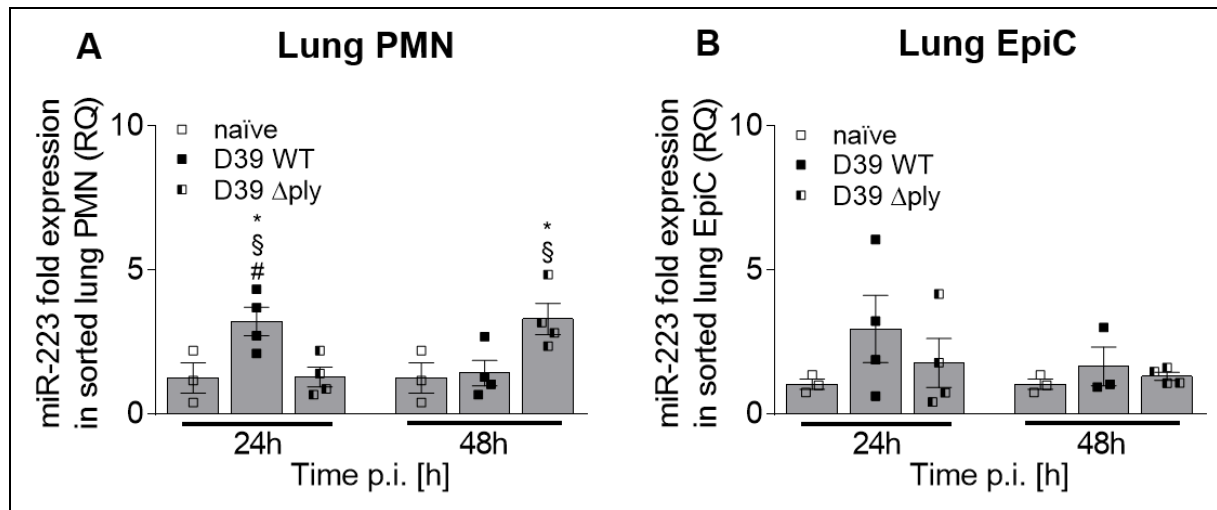 A
Lung PMN
miR-223 fold expression
in sorted lung PMN (RQ)
10
5
0
naïve
D39 WT
D39 Δply
*
§
#
*
§
24h
48h
Time p.i. [h]
B
Lung EpiC
miR-223 fold expression
in sorted lung EpiC (RQ)
10
5
0
naïve
D39 WT
D39 Δply
24h
48h
Time p.i. [h]